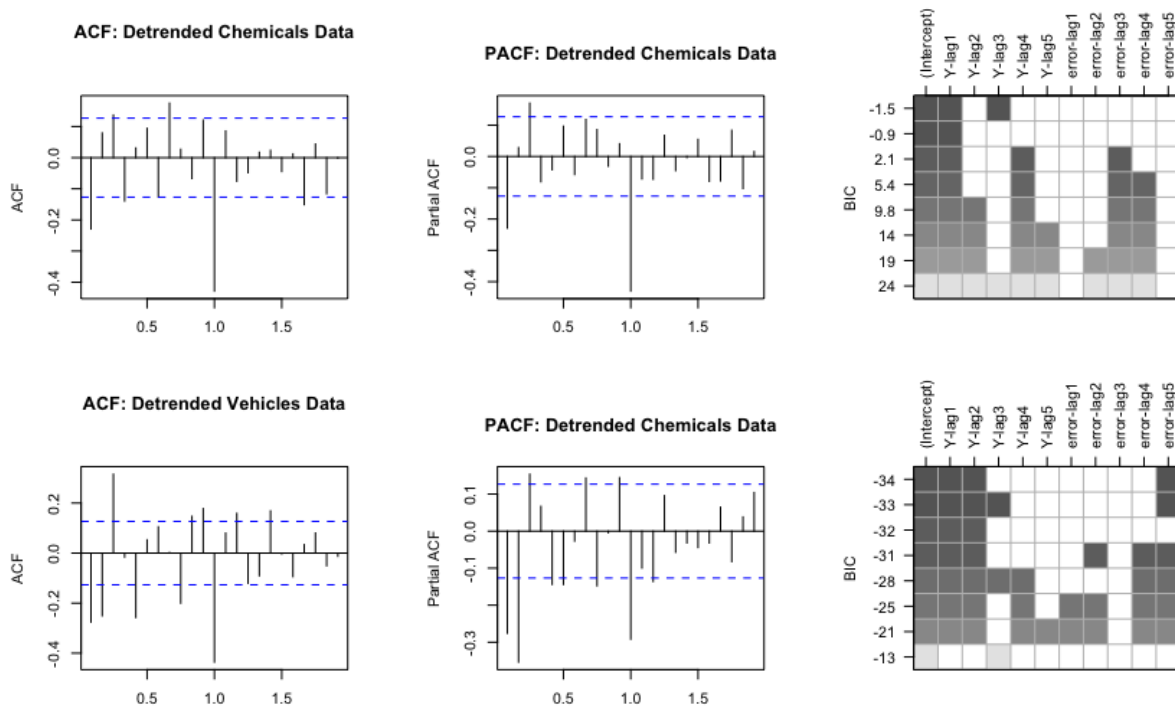 ACF: Detrended Chemicals Data
ACF
0.0
-0.2
-0.4
0.5
1.0
1.5
PACF: Detrended Chemicals Data
Partial ACF
0.0
-0.2
-0.4
0.5
1.0
1.5
(Intercept)
Y-lag1
Y-lag2
Y-lag3
Y-lag4
Y-lag5
error-lag1
error-lag2
error-lag3
error-lag4
error-lag5
BIC
-1.5
-0.9
2.1
5.4
9.8
14
19
24
ACF: Detrended Vehicles Data
ACF
0.2
0.0
-0.2
-0.4
0.5
1.0
1.5
PACF: Detrended Chemicals Data
Partial ACF
0.1
0.0
-0.1
-0.3
0.5
1.0
1.5
(Intercept)
Y-lag1
Y-lag2
Y-lag3
Y-lag4
Y-lag5
error-lag1
error-lag2
error-lag3
error-lag4
error-lag5
BIC
-34
-33
-32
-31
-28
-25
-21
-13